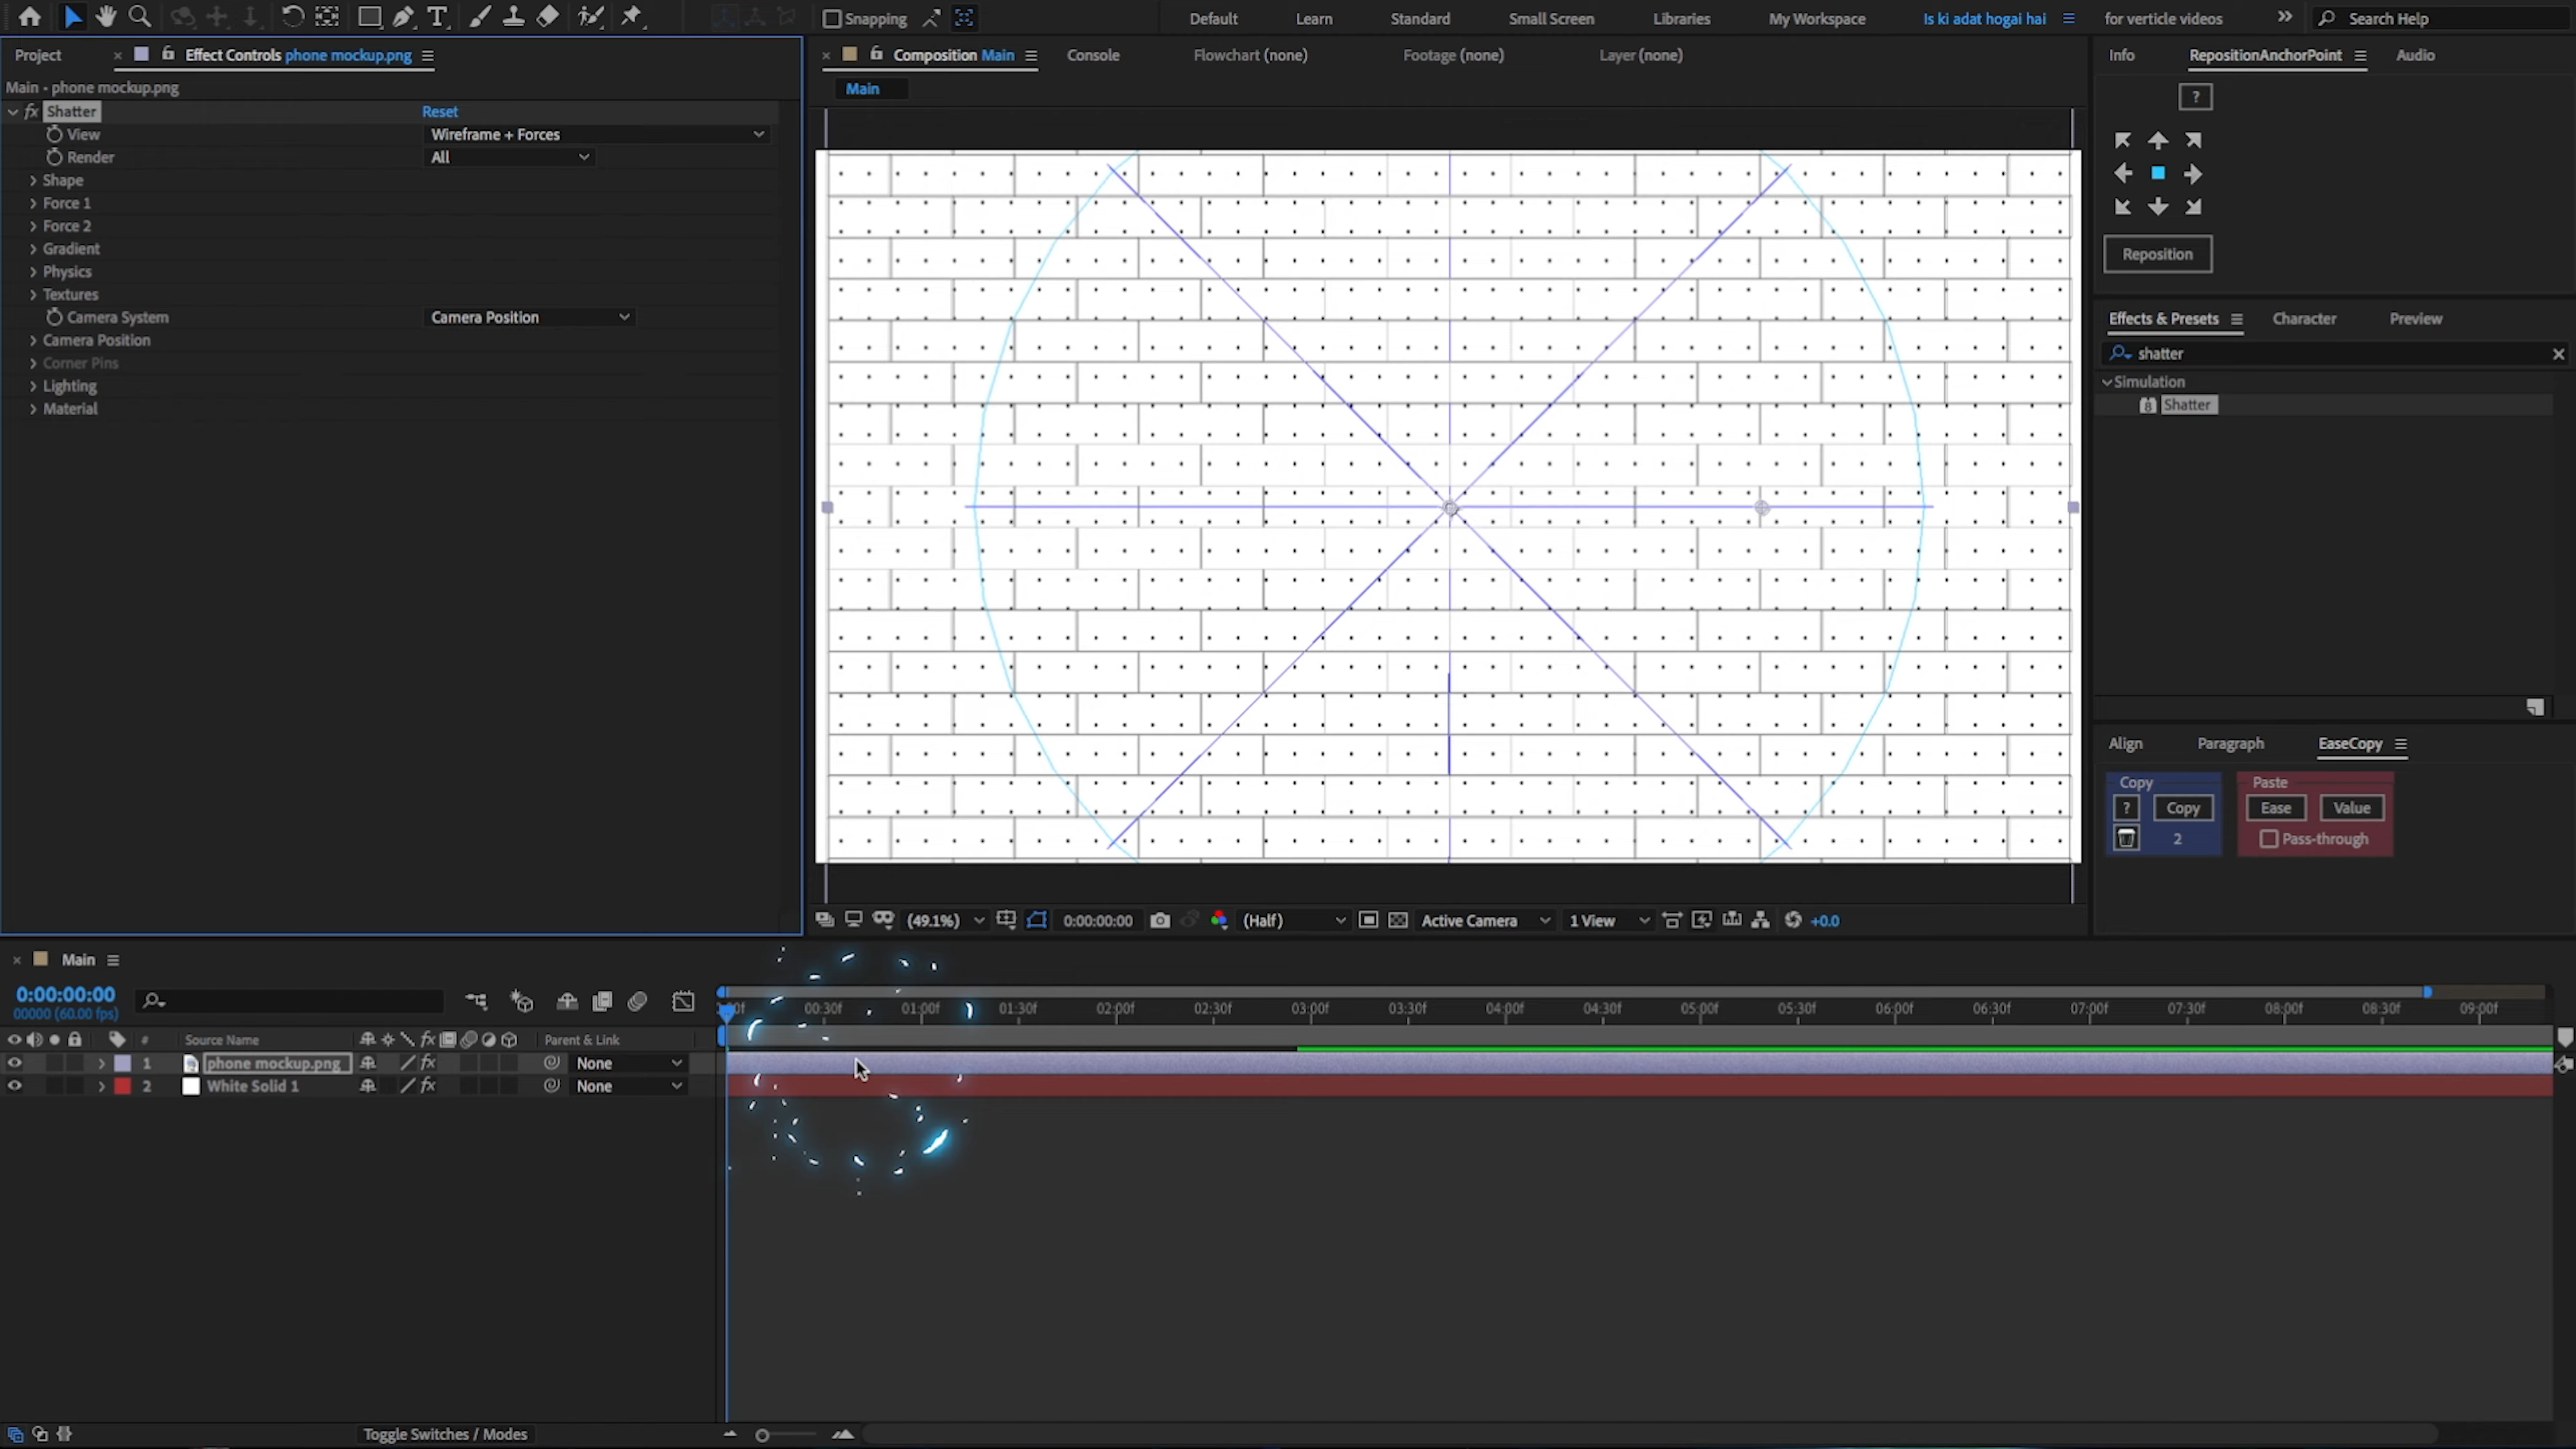 Snapping
Default
Learn
Standard
Small Screen
Libraries
My Workspace
Is ki adat hogai hai
for verticle videos
Search Help
Project
Effect Controls phone mockup.png
Composition Main
Console
Flowchart (none)
Footage (none)
Layer (none)
Info
RepositionAnchorPoint
Audio
Main - phone mockup.png
Main
?
fx Shatter
Reset
View
Wireframe + Forces
Render
All
Shape
Force 1
Force 2
Gradient
Physics
Textures
Camera System
Camera Position
Camera Position
Corner Pins
Lighting
Material
Reposition
Effects & Presets
Character
Preview
shatter
Simulation
8 Shatter
Align
Paragraph
EaseCopy
Copy
Paste
? Copy
Ease
Value
2
Pass-through
(49.1%)
0:00:00:00
(Half)
Active Camera
1 View
+0.0
Main
0:00:00:00
00000 (60.00 fps)
00:30f
01:00f
01:30f
02:00f
02:30f
03:00f
03:30f
04:00f
04:30f
05:00f
05:30f
06:00f
06:30f
07:00f
07:30f
08:00f
08:30f
09:00f
#
Source Name
fx
Parent & Link
1
phone mockup.png
fx
None
2
White Solid 1
fx
None
Toggle Switches / Modes